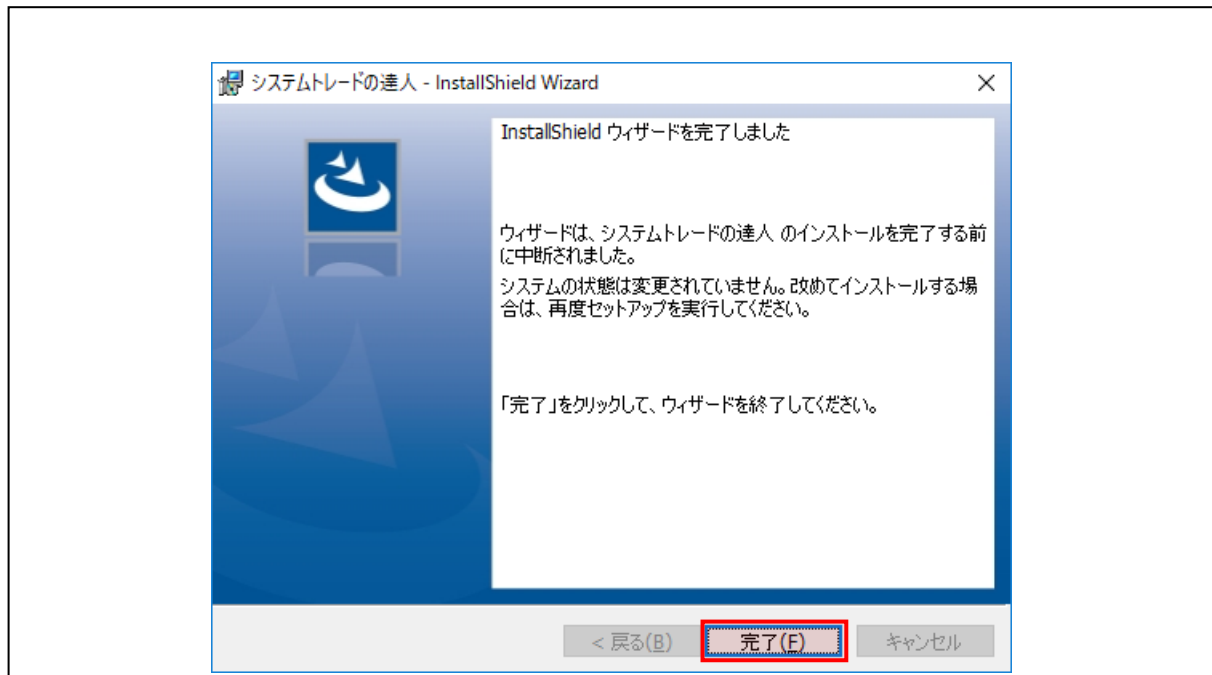 システムトレードの達人 - InstallShield Wizard
InstallShield ウィザードを完了しました
ウィザードは、システムトレードの達人 のインストールを完了する前
に中断されました。
システムの状態は変更されていません。改めてインストールする場
合は、再度セットアップを実行してください。
「完了」をクリックして、ウィザードを終了してください。
< 戻る(B) 完了(F) キャンセル